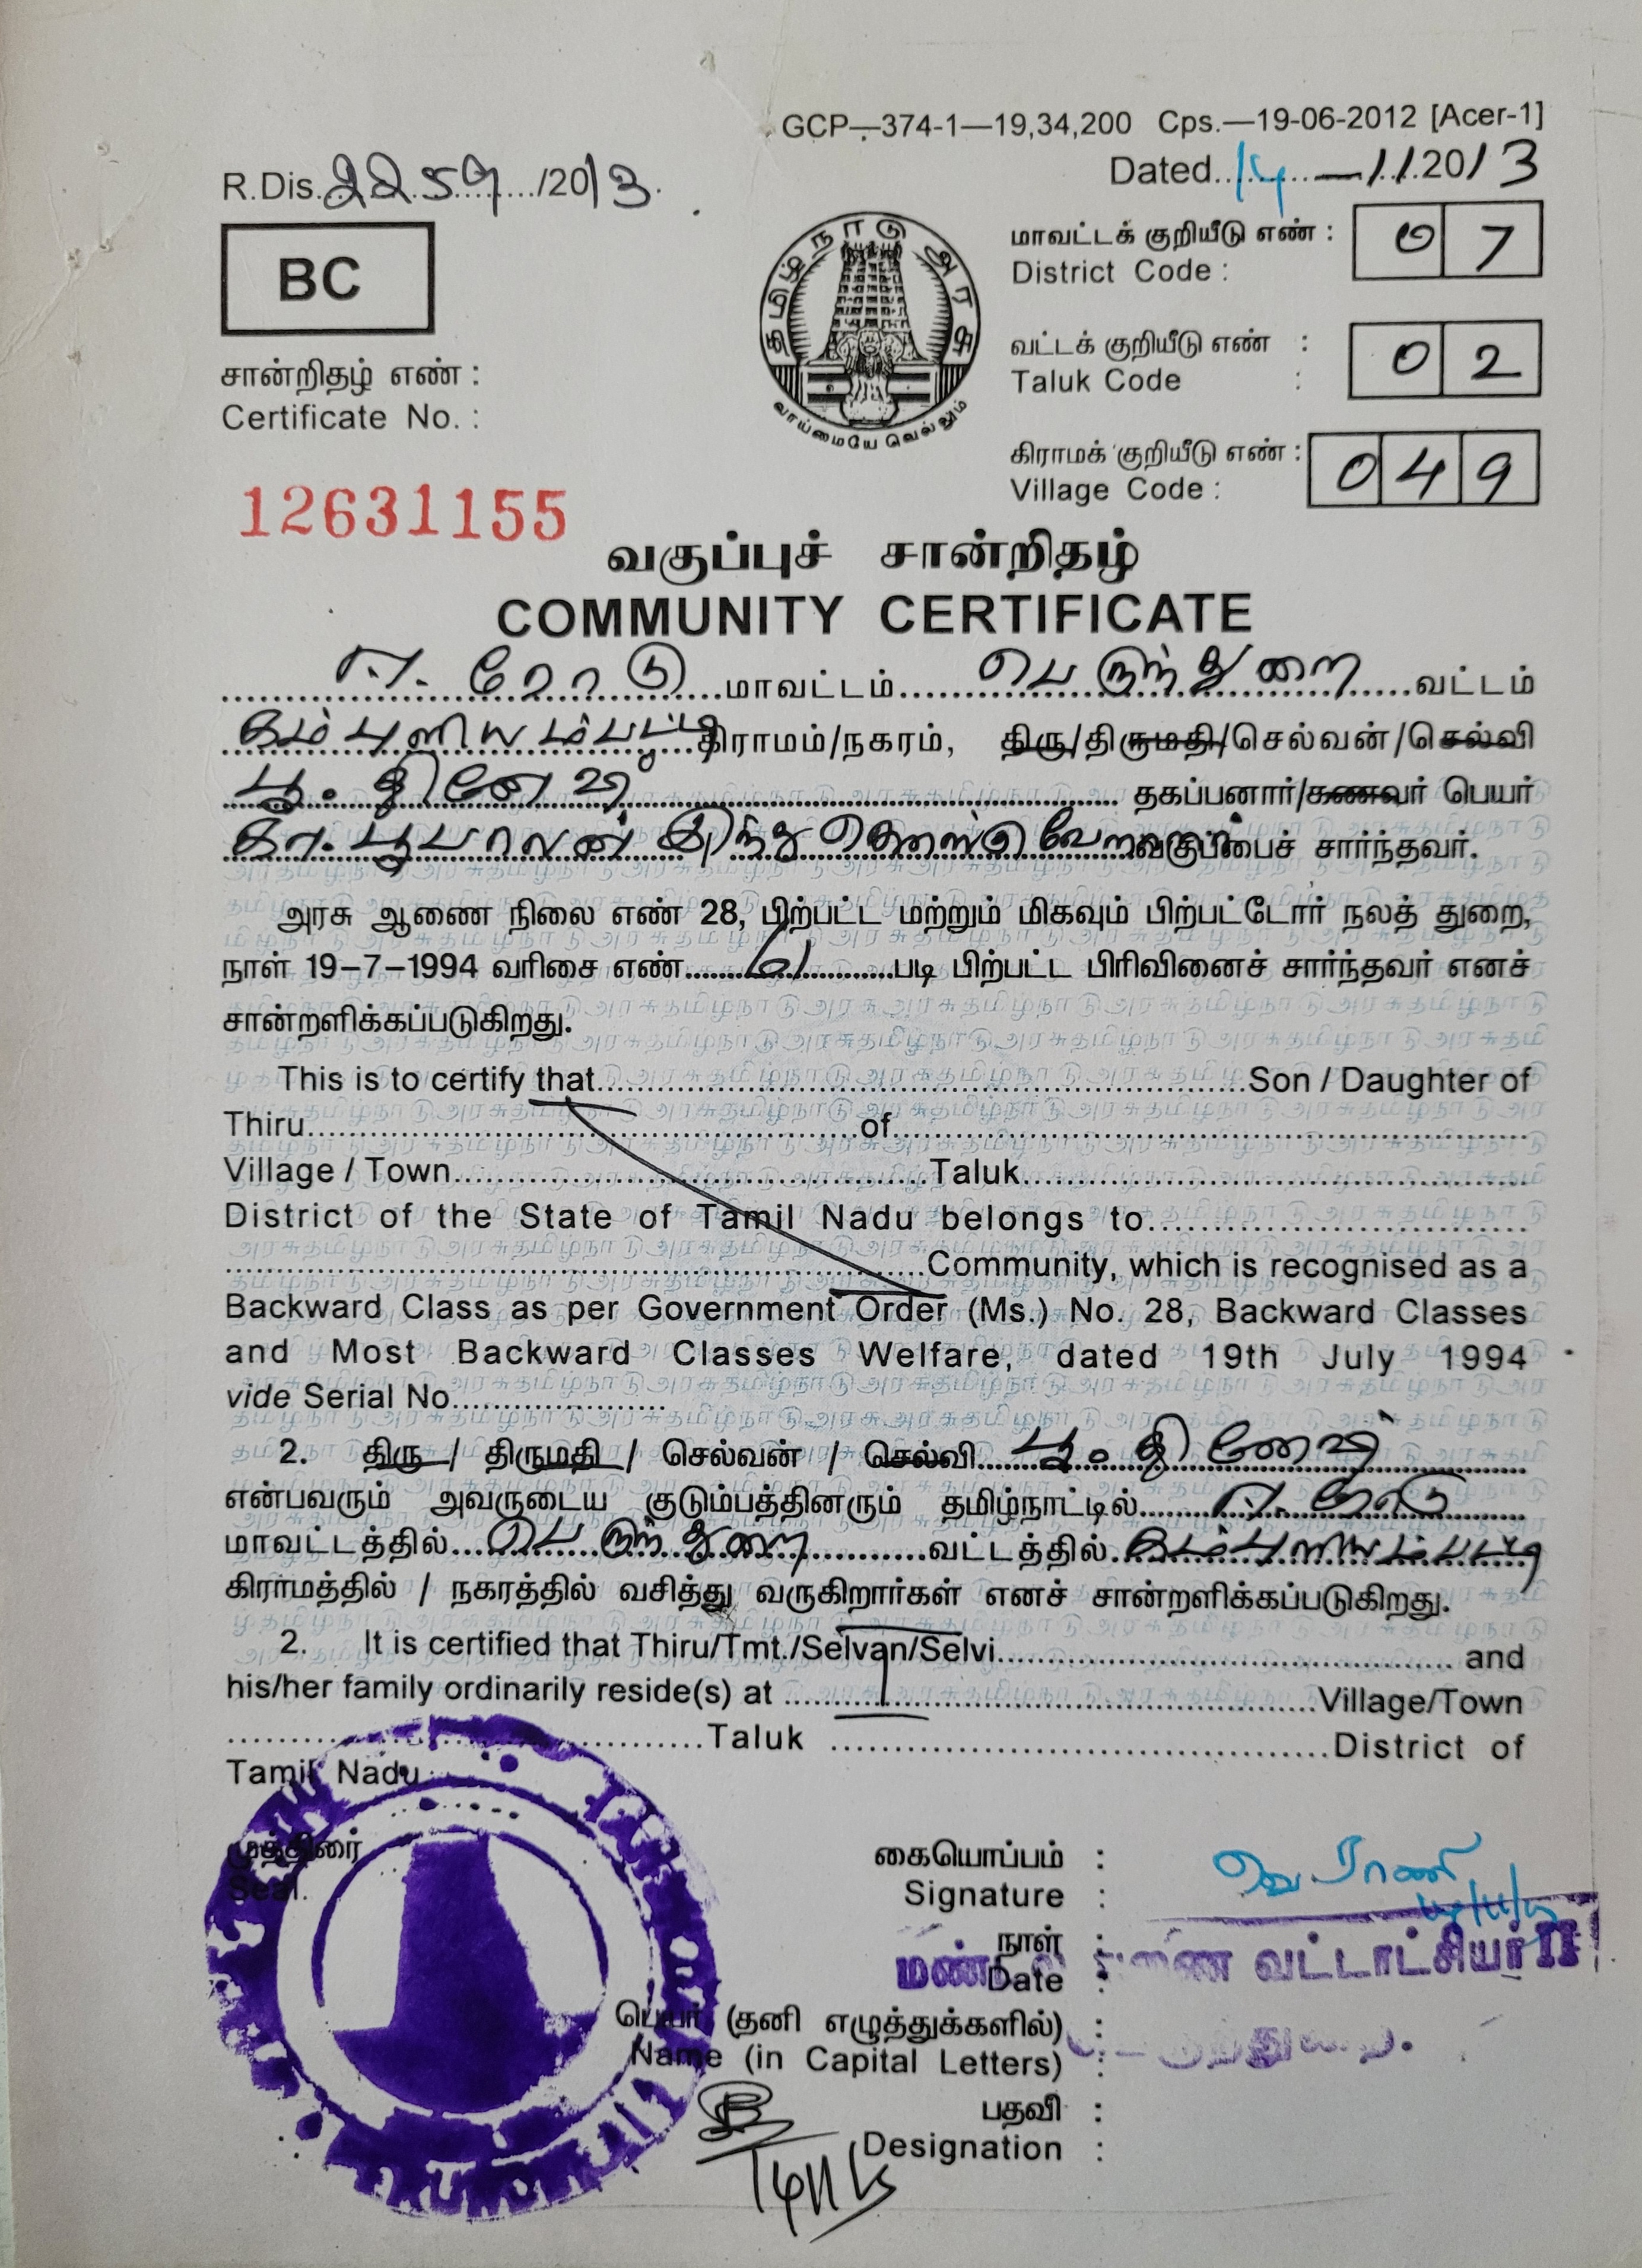 GCP—374-1—19,34,200 Cps.—19-06-2012 [Acer-1]
R.Dis. 2259/2013.
Dated. 14-11-2013
BC
தமிழ்நாடு அரசு
வாய்மையே வெல்லும்
மாவட்டக் குறியீடு எண் : 07
District Code :
வட்டக் குறியீடு எண் : 02
Taluk Code :
கிராமக் குறியீடு எண் : 049
Village Code :
சான்றிதழ் எண் :
Certificate No. :
12631155
வகுப்புச் சான்றிதழ்
COMMUNITY CERTIFICATE
ஈ.ரோடு மாவட்டம் பெருந்துறை வட்டம்
கம்புளியம்பட்டி கிராமம்/நகரம், திரு/திருமதி/செல்வன்/செல்வி
பூ. தினேஷ் தகப்பனார்/கணவர் பெயர்
பூபாலன் இந்து வகுப்பைச் சார்ந்தவர்.
அரசு ஆணை நிலை எண் 28, பிற்பட்ட மற்றும் மிகவும் பிற்பட்டோர் நலத் துறை,
நாள் 19–7–1994 வரிசை எண் படி பிற்பட்ட பிரிவினைச் சார்ந்தவர் எனச்
சான்றளிக்கப்படுகிறது.
This is to certify that Son / Daughter of
Thiru of
Village / Town Taluk
District of the State of Tamil Nadu belongs to
Community, which is recognised as a
Backward Class as per Government Order (Ms.) No. 28, Backward Classes
and Most Backward Classes Welfare, dated 19th July 1994
vide Serial No.
2. திரு / திருமதி / செல்வன் / செல்வி பூ. தினேஷ்
என்பவரும் அவருடைய குடும்பத்தினரும் தமிழ்நாட்டில் ஈ.ரோடு
மாவட்டத்தில் பெருந்துறை வட்டத்தில் கம்புளியம்பட்டி
கிராமத்தில் / நகரத்தில் வசித்து வருகிறார்கள் எனச் சான்றளிக்கப்படுகிறது.
2. It is certified that Thiru/Tmt./Selvan/Selvi and
his/her family ordinarily reside(s) at Village/Town
Taluk District of
Tamil Nadu
முத்திரை
Seal.
கையொப்பம் :
Signature :
நாள் :
Date :
வட்டாட்சியர்
பெயர் (தனி எழுத்துக்களில்) :
Name (in Capital Letters) :
பெருந்துறை.
பதவி :
Designation :